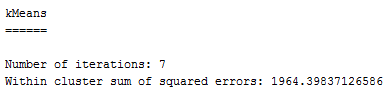 kMeans
======
Number of iterations: 7
Within cluster sum of squared errors: 1964.39837126586